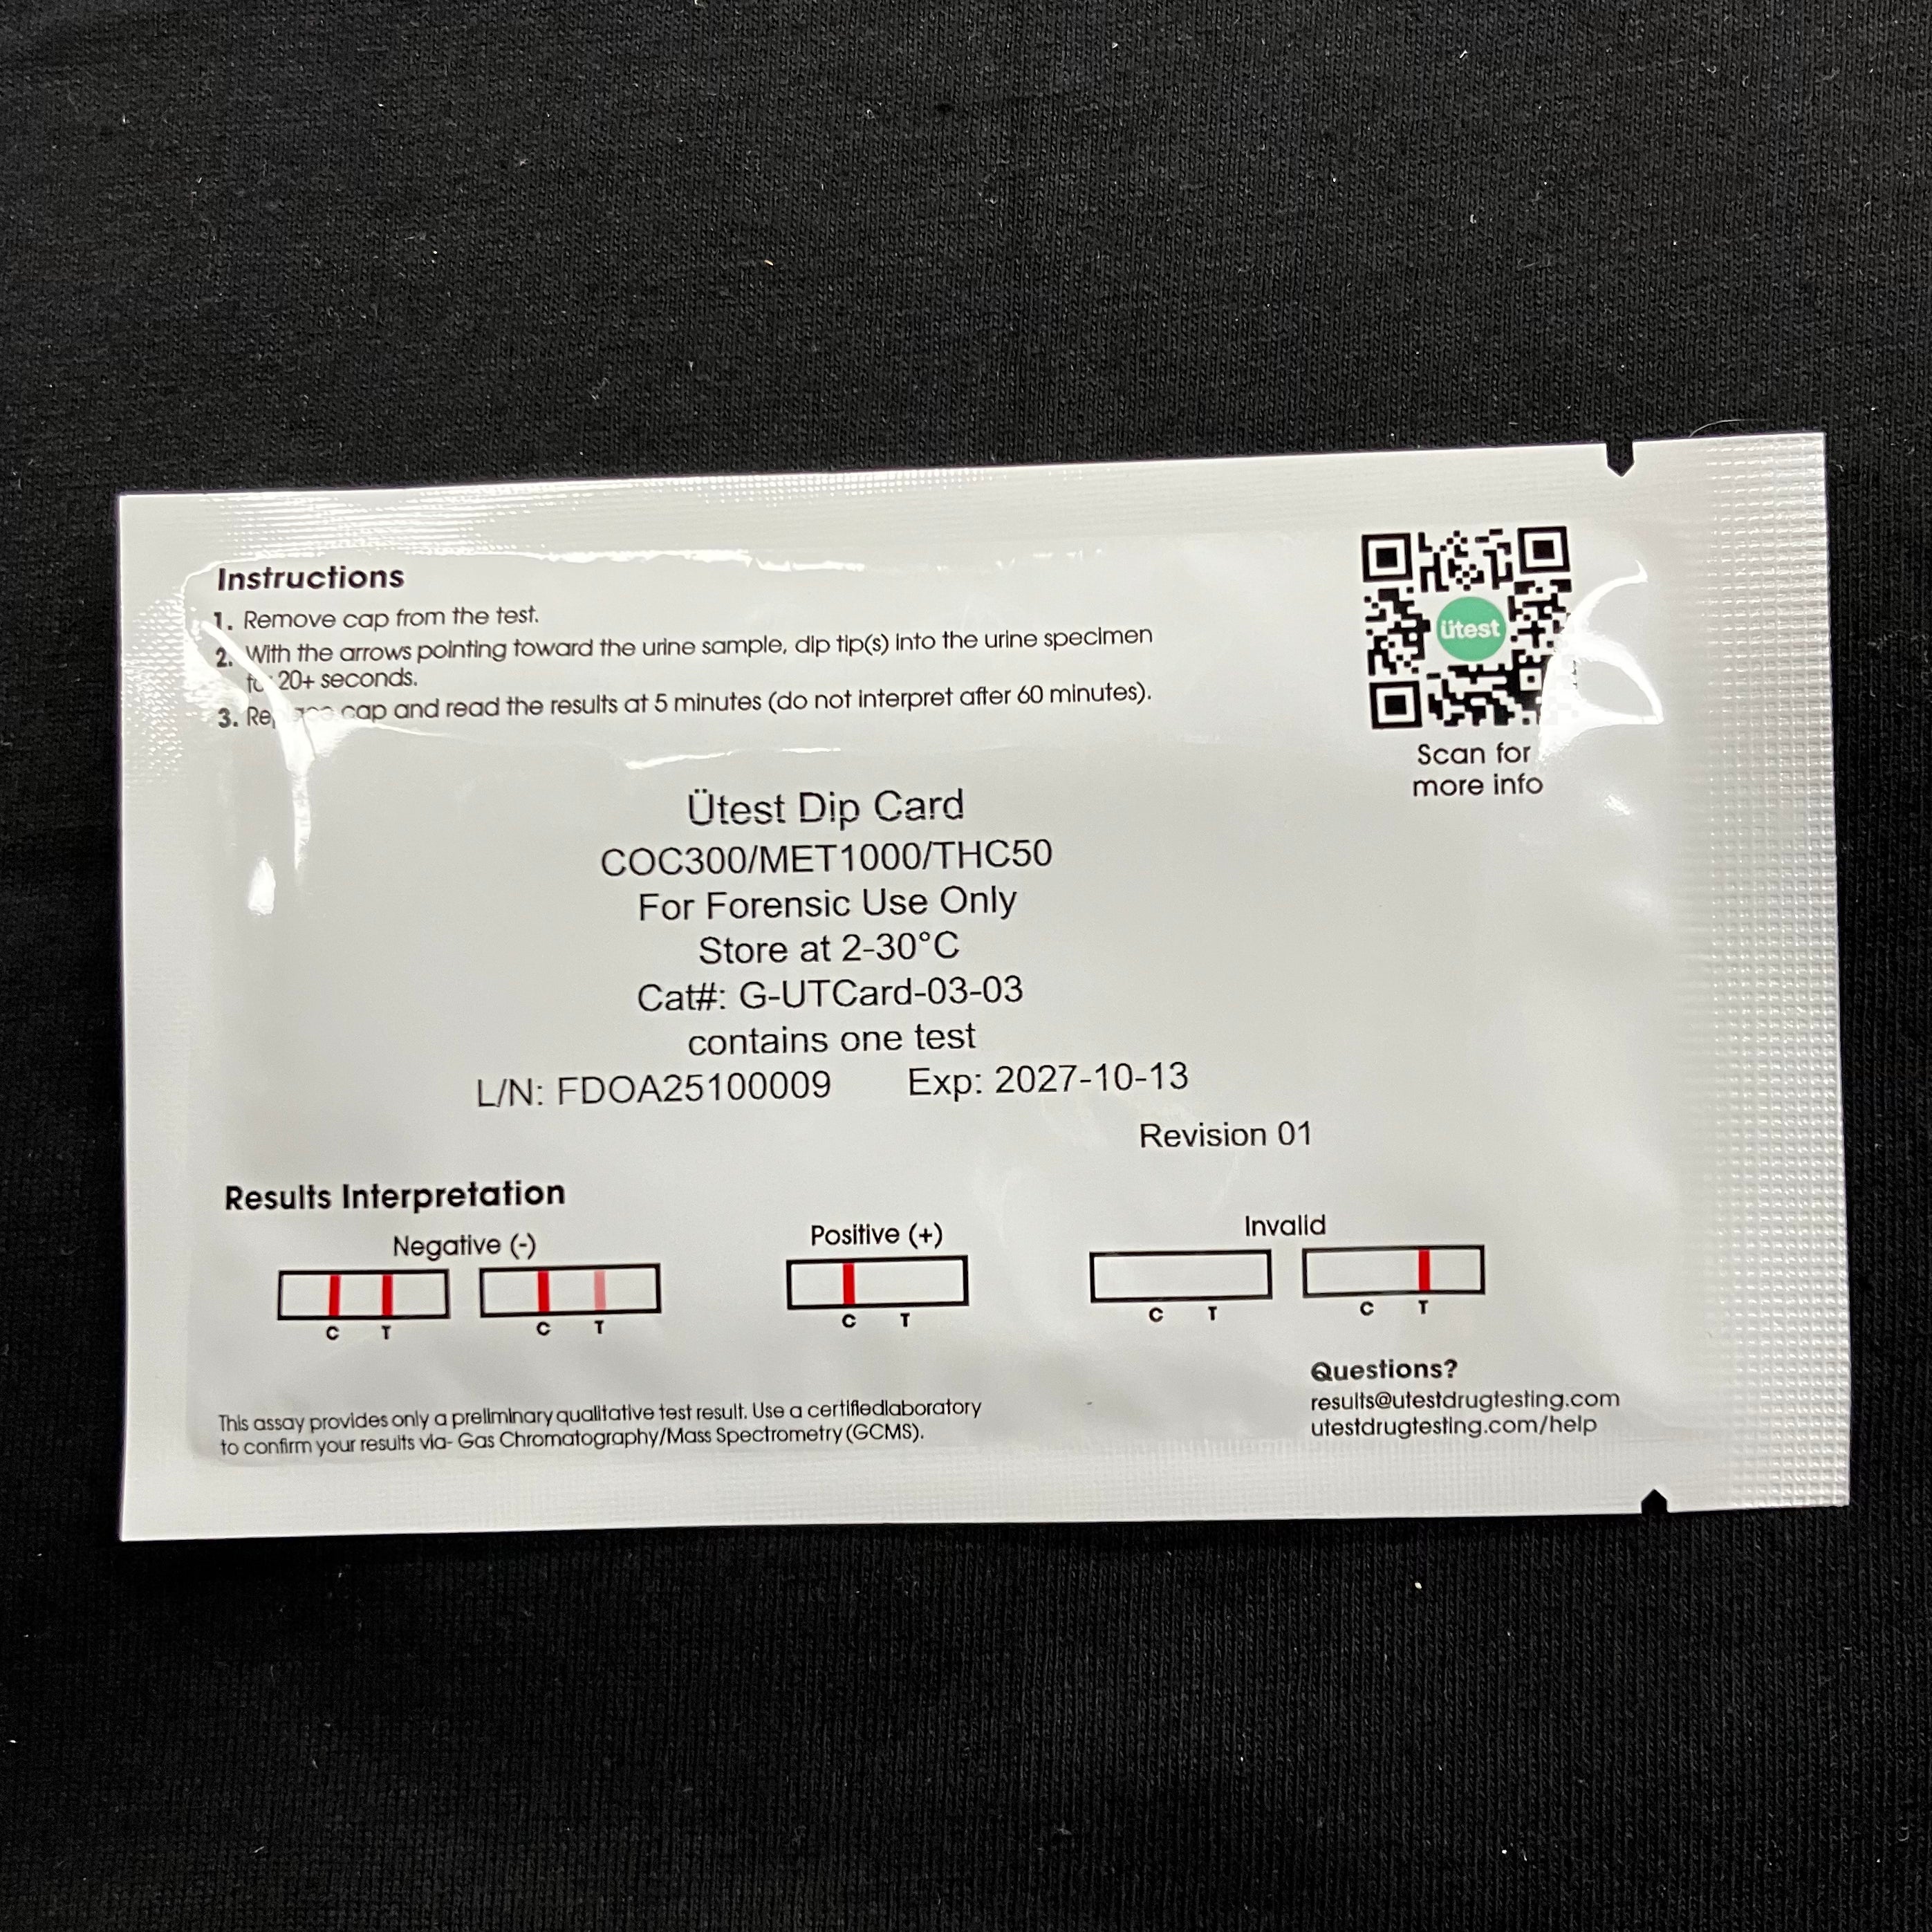 Instructions
1. Remove cap from the test.
2. With the arrows pointing toward the urine sample, dip tip(s) into the urine specimen
20+ seconds.
3. cap and read the results at 5 minutes (do not interpret after 60 minutes).
ütest
Scan for
more info
Ütest Dip Card
COC300/MET1000/THC50
For Forensic Use Only
Store at 2-30°C
Cat#: G-UTCard-03-03
contains one test
L/N: FDOA25100009 Exp: 2027-10-13
Revision 01
Results Interpretation
Negative (-)
C T
C T
Positive (+)
C T
Invalid
C T
C T
This assay provides only a preliminary qualitative test result. Use a certifiedlaboratory
to confirm your results via- Gas Chromatography/Mass Spectrometry (GCMS).
Questions?
results@utestdrugtesting.com
utestdrugtesting.com/help